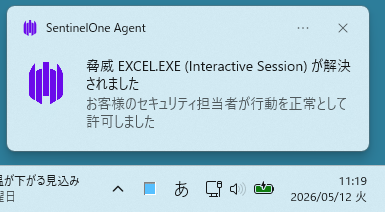 SentinelOne Agent
脅威 EXCEL.EXE (Interactive Session) が解決
されました
お客様のセキュリティ担当者が行動を正常として
許可しました
温が下がる見込み
曜日
あ
11:19
2026/05/12 火